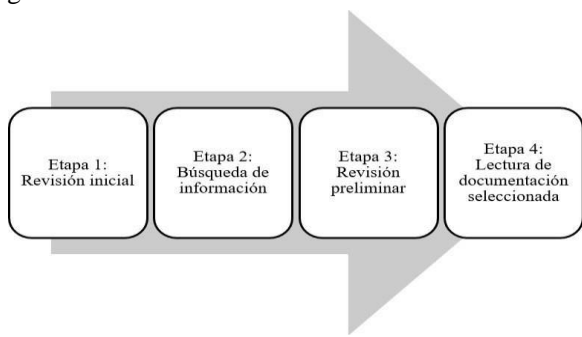 Etapa 1:
Revisión inicial
Etapa 2:
Búsqueda de
información
Etapa 3:
Revisión
preliminar
Etapa 4:
Lectura de
documentación
seleccionada